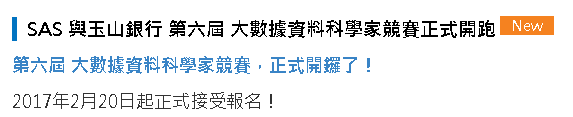 SAS 與玉山銀行 第六屆 大數據資料科學家競賽正式開跑 New
第六屆 大數據資料科學家競賽，正式開鑼了！
2017年2月20日起正式接受報名！